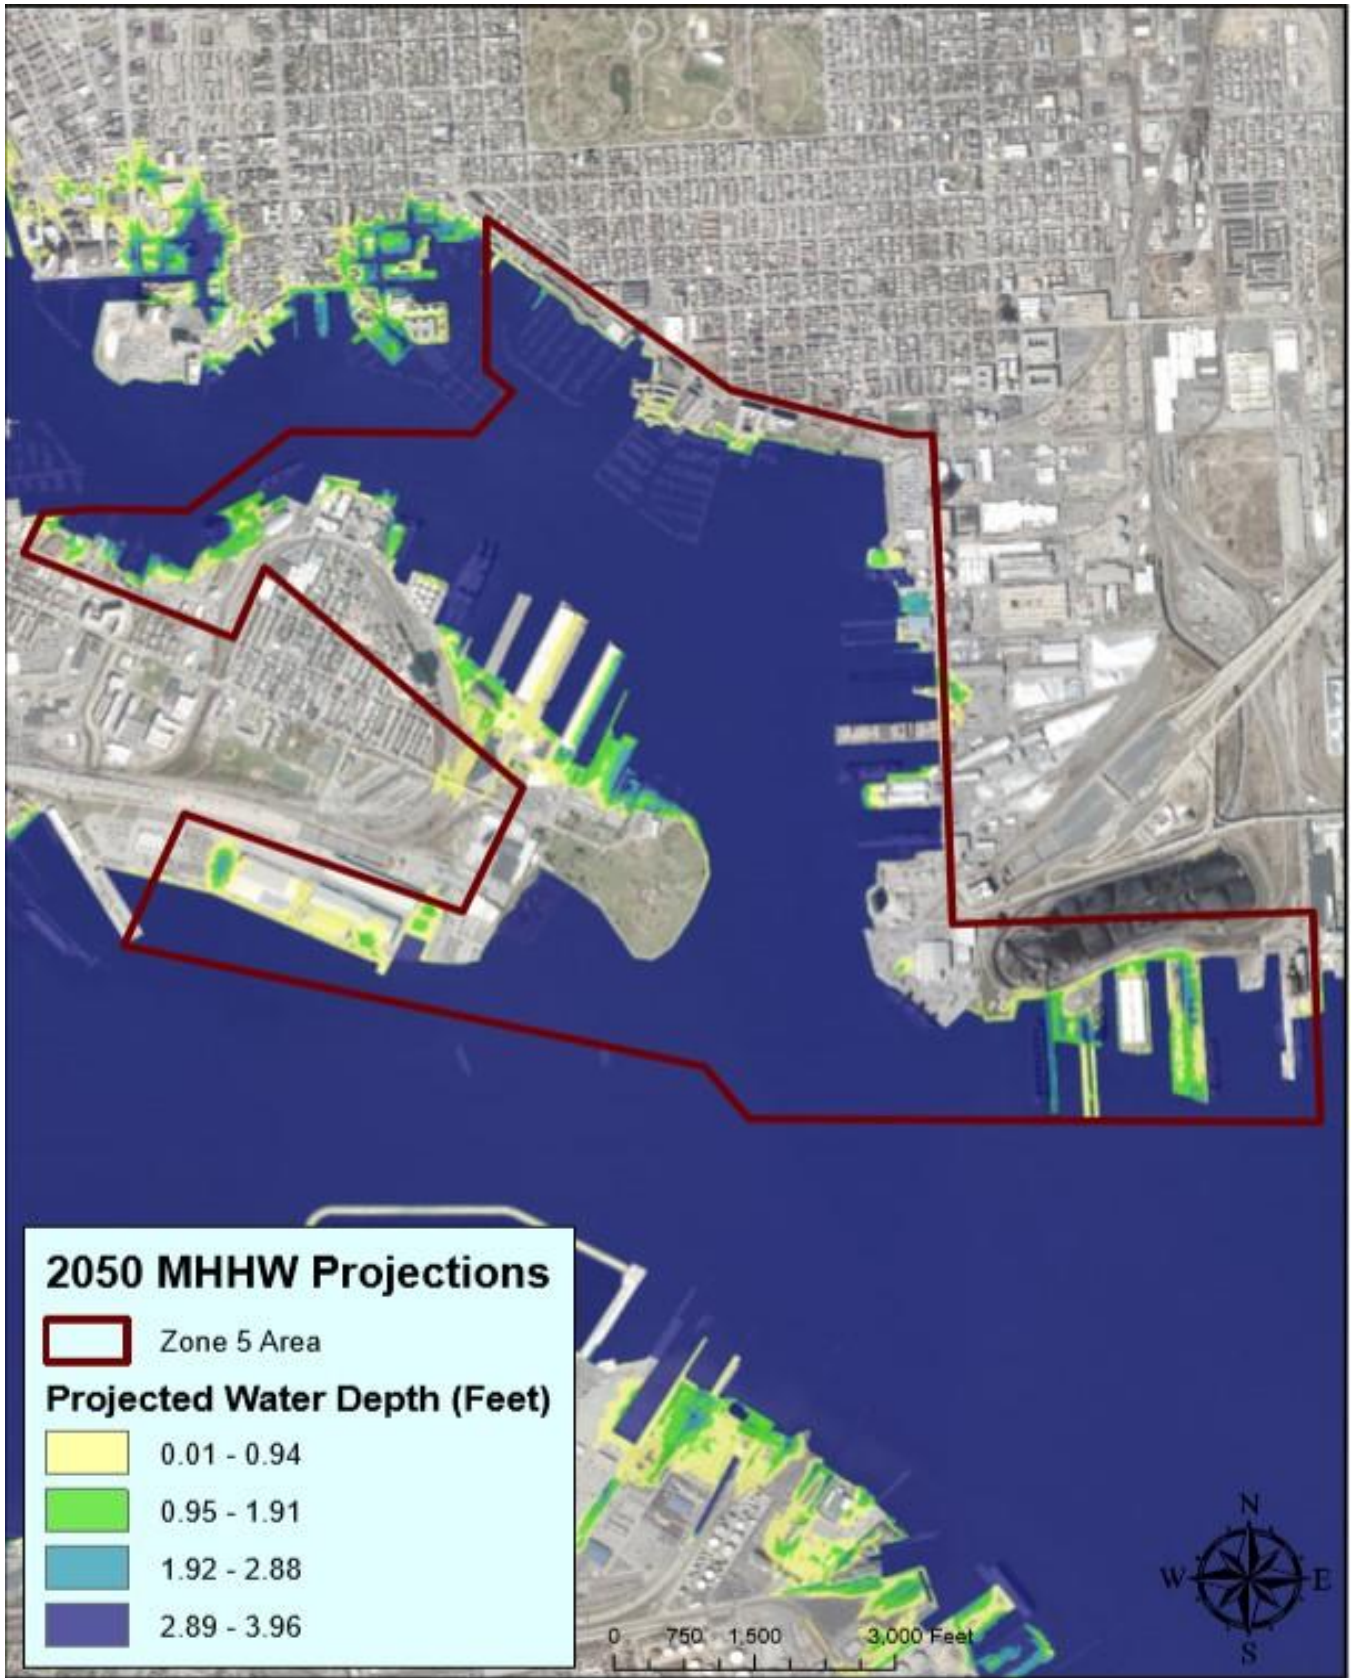 2050 MHHW Projections
Zone 5 Area
Projected Water Depth (Feet)
0.01 - 0.94
0.95 - 1.91
1.92 - 2.88
2.89 - 3.96
0 750 1,500 3,000 Feet
N
W E
S